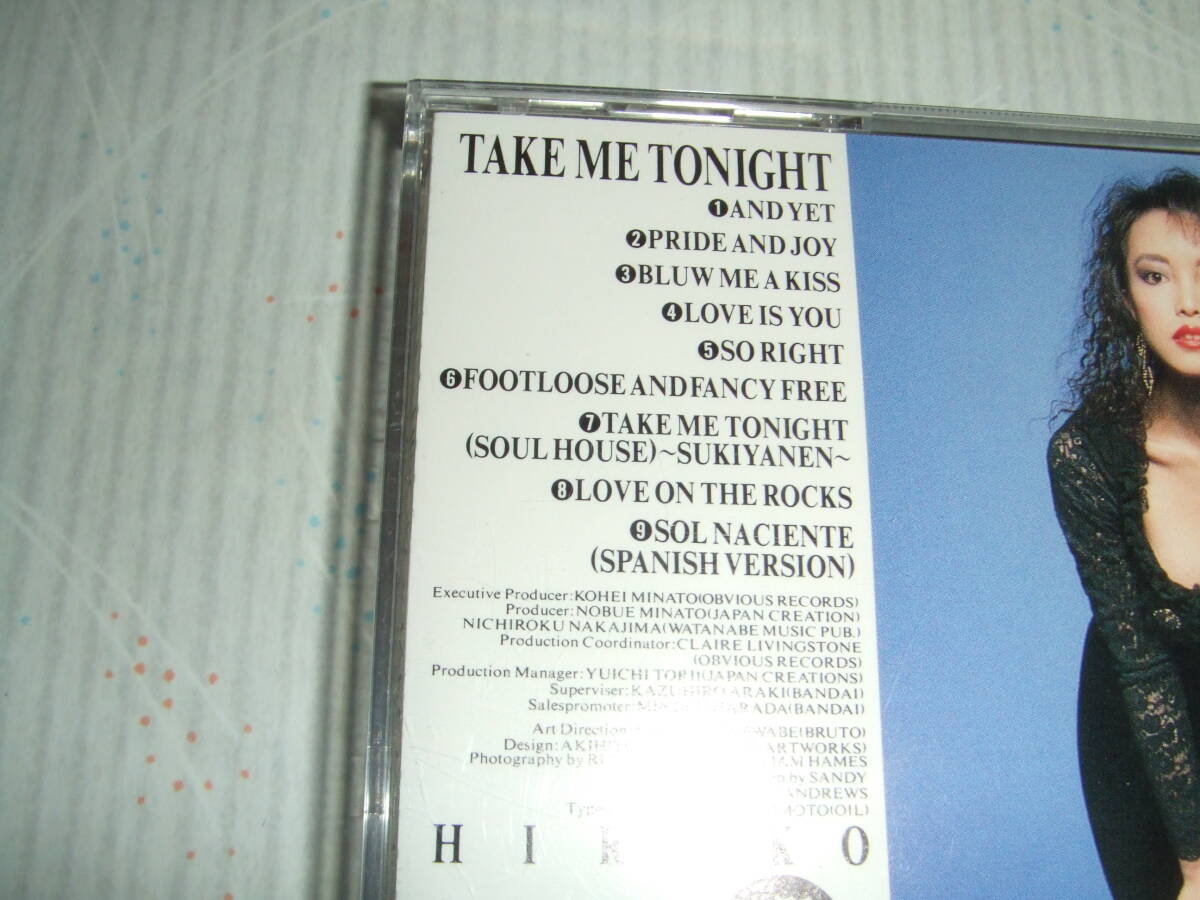 TAKE ME TONIGHT
❶AND YET
❷PRIDE AND JOY
❸BLUW ME A KISS
❹LOVE IS YOU
❺SO RIGHT
❻FOOTLOOSE AND FANCY FREE
❼TAKE ME TONIGHT
(SOUL HOUSE)~SUKIYANEN~
❽LOVE ON THE ROCKS
❾SOL NACIENTE
(SPANISH VERSION)
Executive Producer:KOHEI MINATO(OBVIOUS RECORDS)
Producer:NOBUE MINATO(JAPAN CREATION)
NICHIROKU NAKAJIMA(WATANABE MUSIC PUB.)
Production Coordinator:CLAIRE LIVINGSTONE
(OBVIOUS RECORDS)
Production Manager:YUICHI TORII(JAPAN CREATIONS)
Superviser:KAZUHIRO ARAKI(BANDAI)
Salespromoter: HARADA(BANDAI)
Art Direction (BRUTO)
Design:
Photography by HAMES
by SANDY
ANDREWS
(OIL)